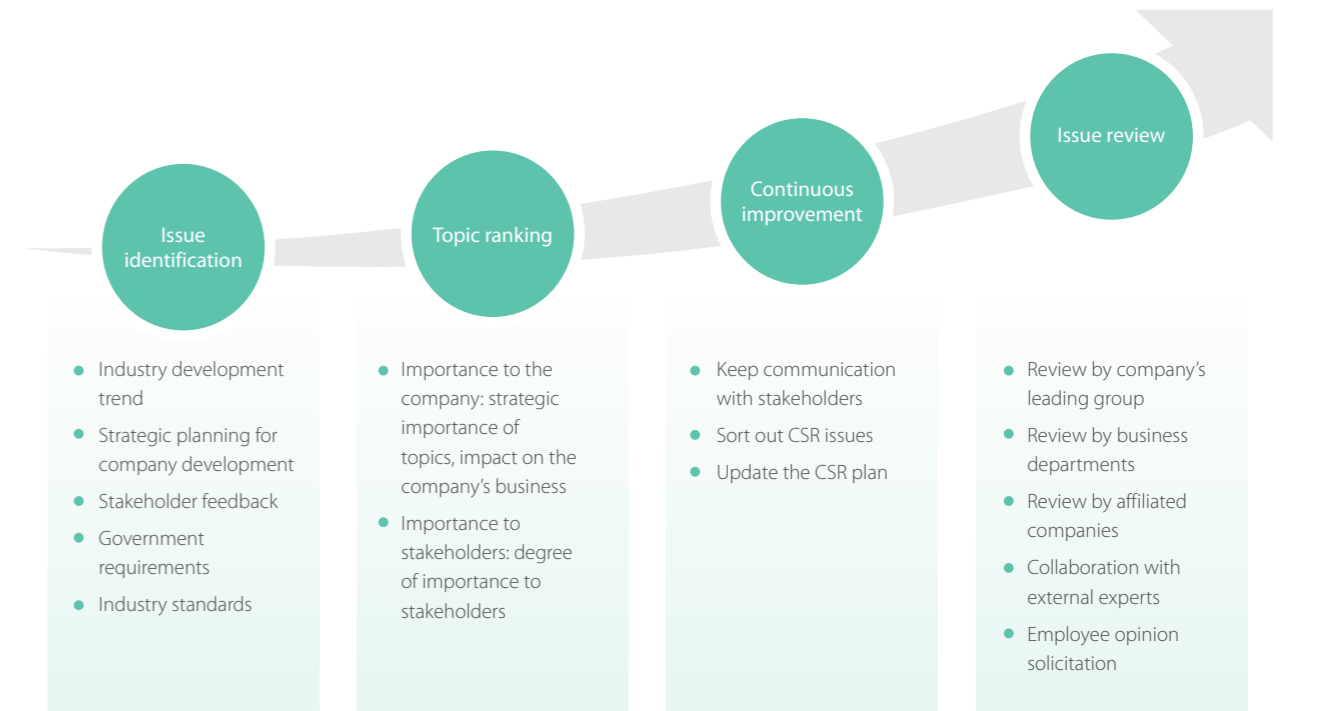 Issue
identification
Industry development
trend
Strategic planning for
company development
Stakeholder feedback
Government
requirements
Industry standards
Topic ranking
Importance to the
company: strategic
importance of
topics, impact on the
company’s business
Importance to
stakeholders: degree
of importance to
stakeholders
Continuous
improvement
Keep communication
with stakeholders
Sort out CSR issues
Update the CSR plan
Issue review
Review by company’s
leading group
Review by business
departments
Review by affiliated
companies
Collaboration with
external experts
Employee opinion
solicitation